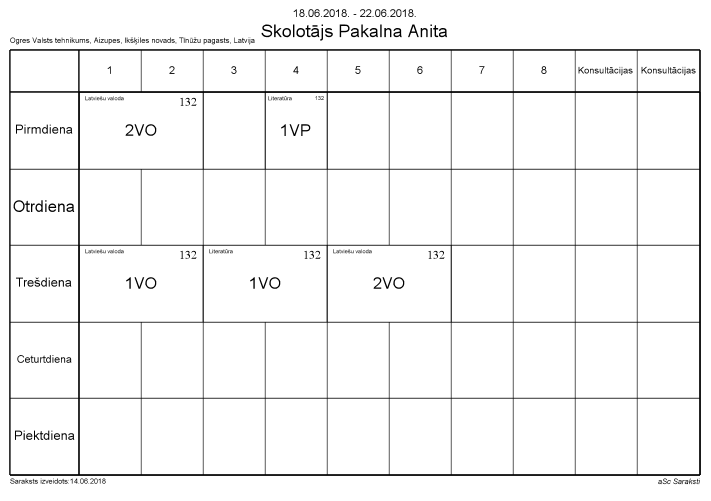 18.06.2018. - 22.06.2018.
Skolotājs Pakalna Anita
Ogres Valsts tehnikums, Aizupes, Ikšķiles novads, Tīnūžu pagasts, Latvija
1 2 3 4 5 6 7 8 Konsultācijas Konsultācijas
Latviešu valoda 132 Literatūra 132
Pirmdiena 2VO 1VP
Otrdiena
Latviešu valoda 132 Literatūra 132 Latviešu valoda 132
Trešdiena 1VO 1VO 2VO
Ceturtdiena
Piektdiena
Saraksts izveidots:14.06.2018 aSc Saraksti